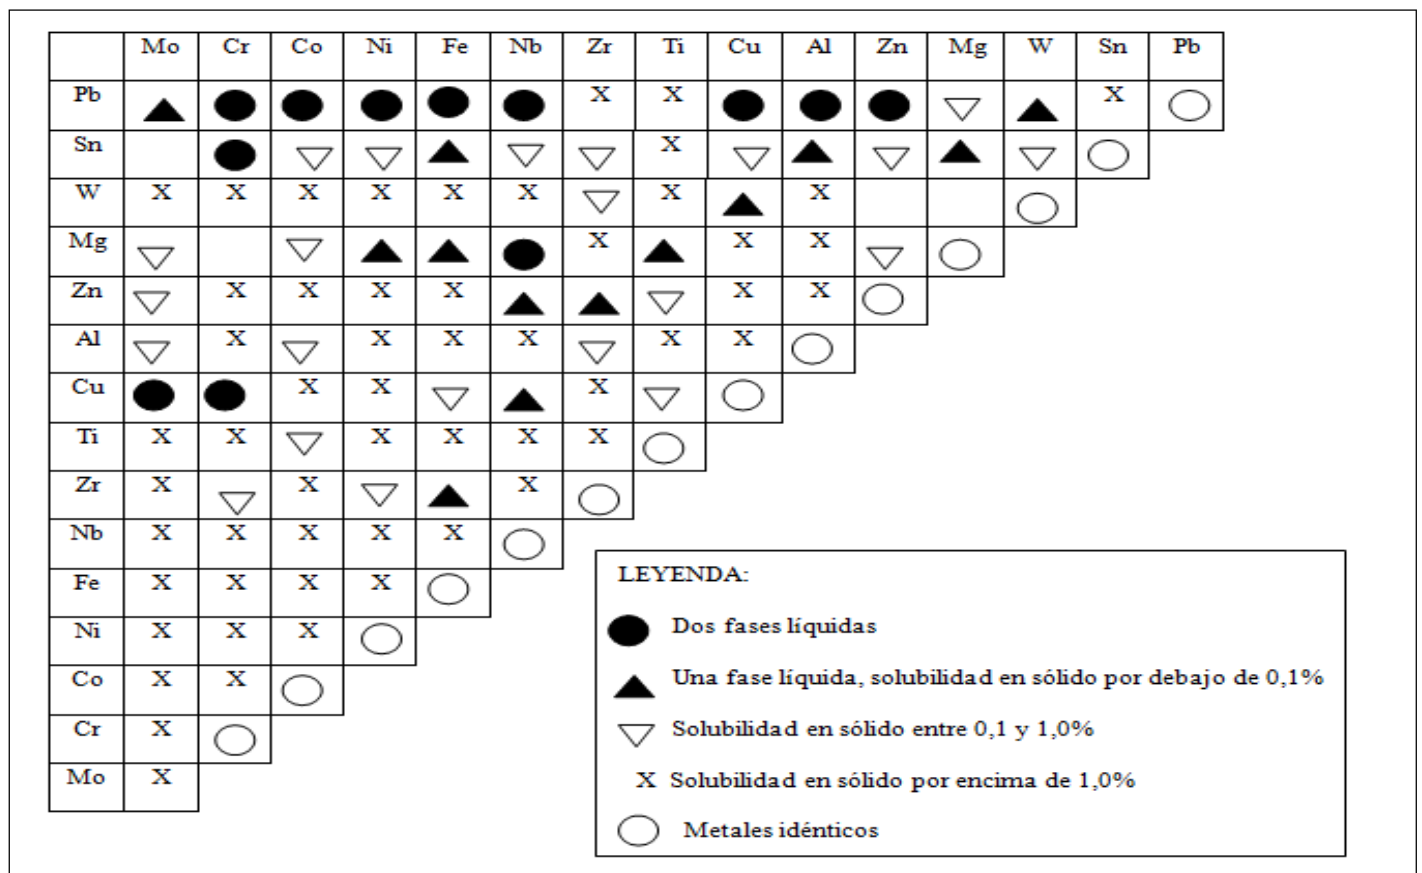 Mo Cr Co Ni Fe Nb Zr Ti Cu Al Zn Mg W Sn Pb
Pb X X X
Sn X
W X X X X X X X X
Mg X X X
Zn X X X X X X
Al X X X X X X
Cu X X X
Ti X X X X X X
Zr X X X
Nb X X X X X
Fe X X X X
Ni X X X
Co X X
Cr X
Mo X
LEYENDA:
Dos fases líquidas
Una fase líquida, solubilidad en sólido por debajo de 0,1%
Solubilidad en sólido entre 0,1 y 1,0%
X Solubilidad en sólido por encima de 1,0%
Metales idénticos